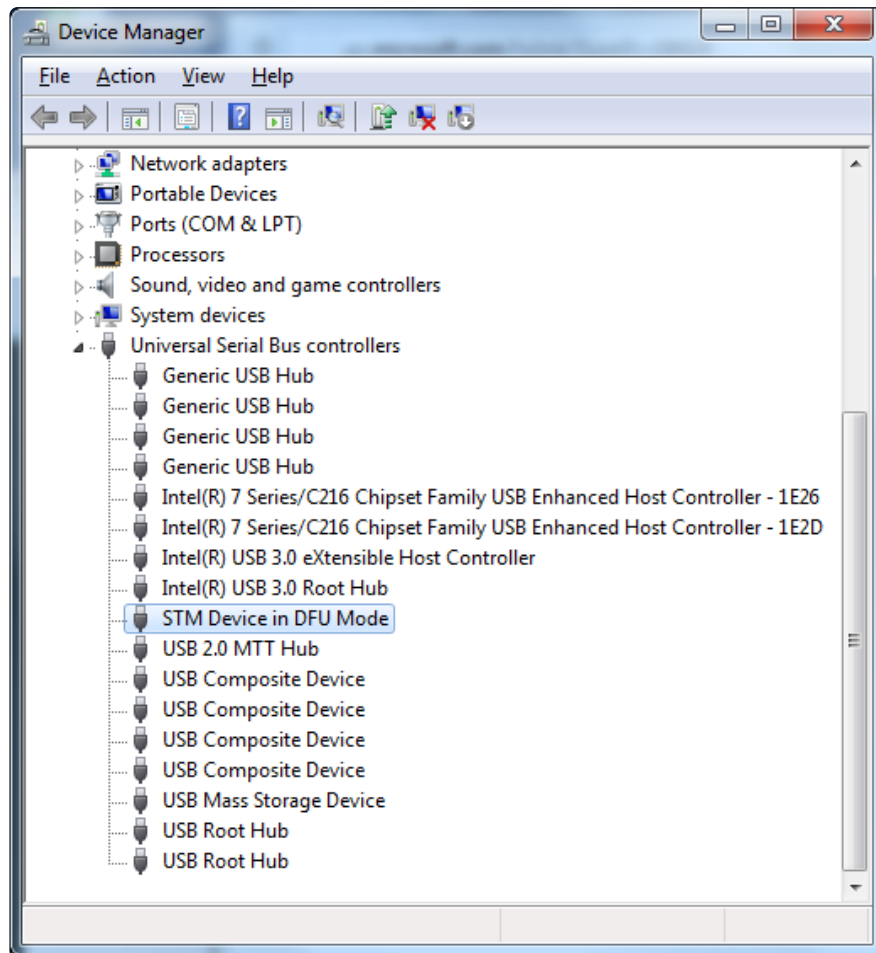 Device Manager
File Action View Help
Network adapters
Portable Devices
Ports (COM & LPT)
Processors
Sound, video and game controllers
System devices
Universal Serial Bus controllers
Generic USB Hub
Generic USB Hub
Generic USB Hub
Generic USB Hub
Intel(R) 7 Series/C216 Chipset Family USB Enhanced Host Controller - 1E26
Intel(R) 7 Series/C216 Chipset Family USB Enhanced Host Controller - 1E2D
Intel(R) USB 3.0 eXtensible Host Controller
Intel(R) USB 3.0 Root Hub
STM Device in DFU Mode
USB 2.0 MTT Hub
USB Composite Device
USB Composite Device
USB Composite Device
USB Composite Device
USB Mass Storage Device
USB Root Hub
USB Root Hub